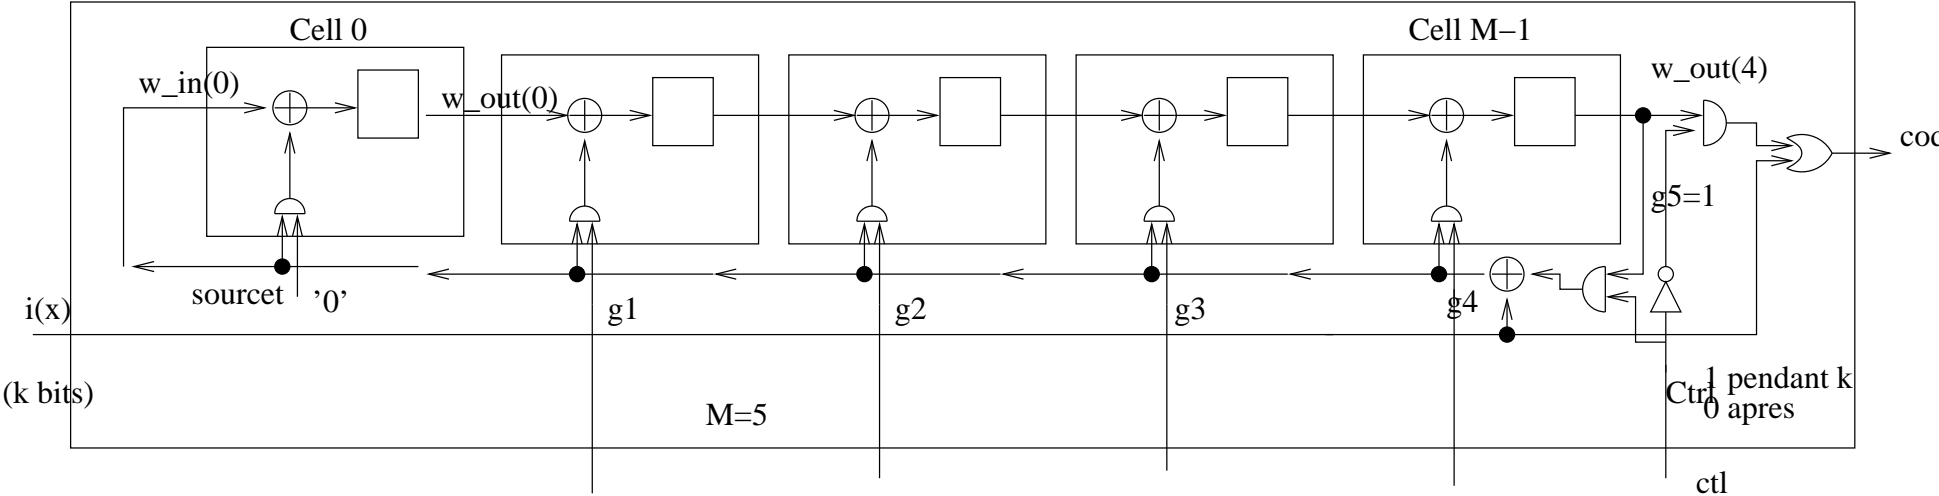 Cell 0
Cell M−1
w_in(0)
w_out(0)
w_out(4)
cod
g5=1
sourcet
’0’
i(x)
g1
g2
g3
g4
(k bits)
M=5
Ctrl
1 pendant k
0 apres
ctl